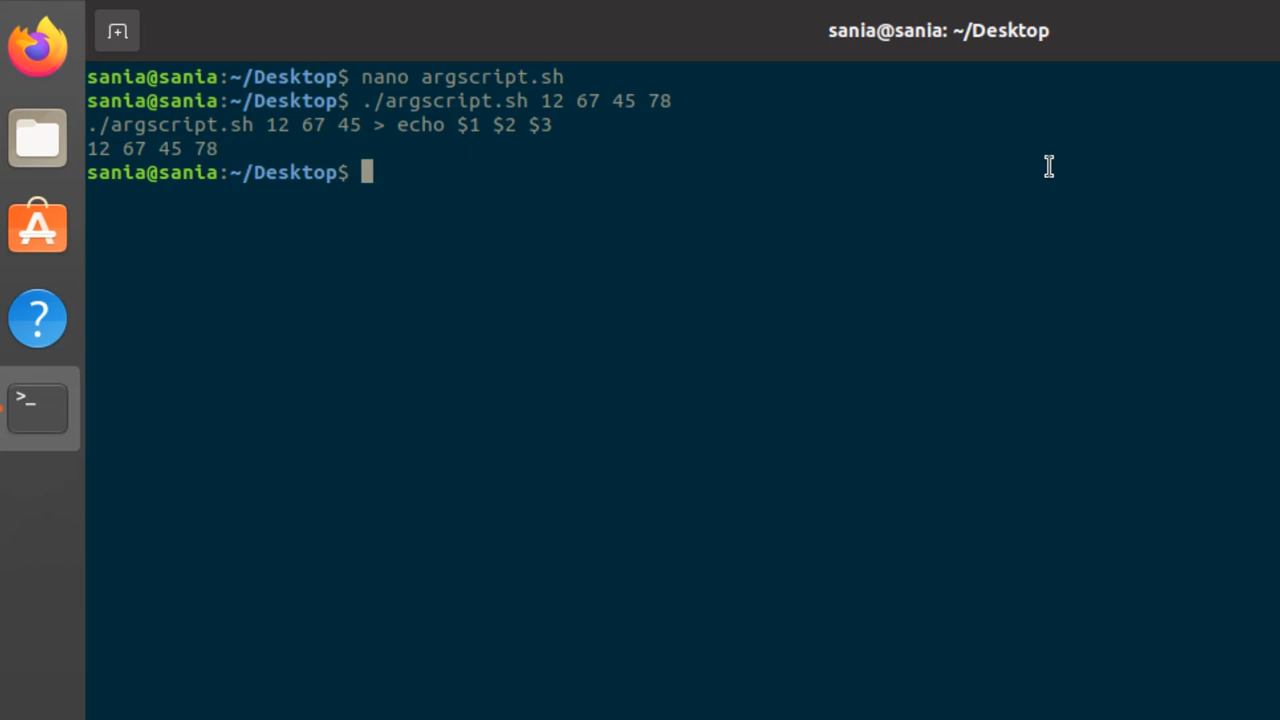 sania@sania: ~/Desktop
sania@sania:~/Desktop$ nano argscript.sh
sania@sania:~/Desktop$ ./argscript.sh 12 67 45 78
./argscript.sh 12 67 45 > echo $1 $2 $3
12 67 45 78
sania@sania:~/Desktop$